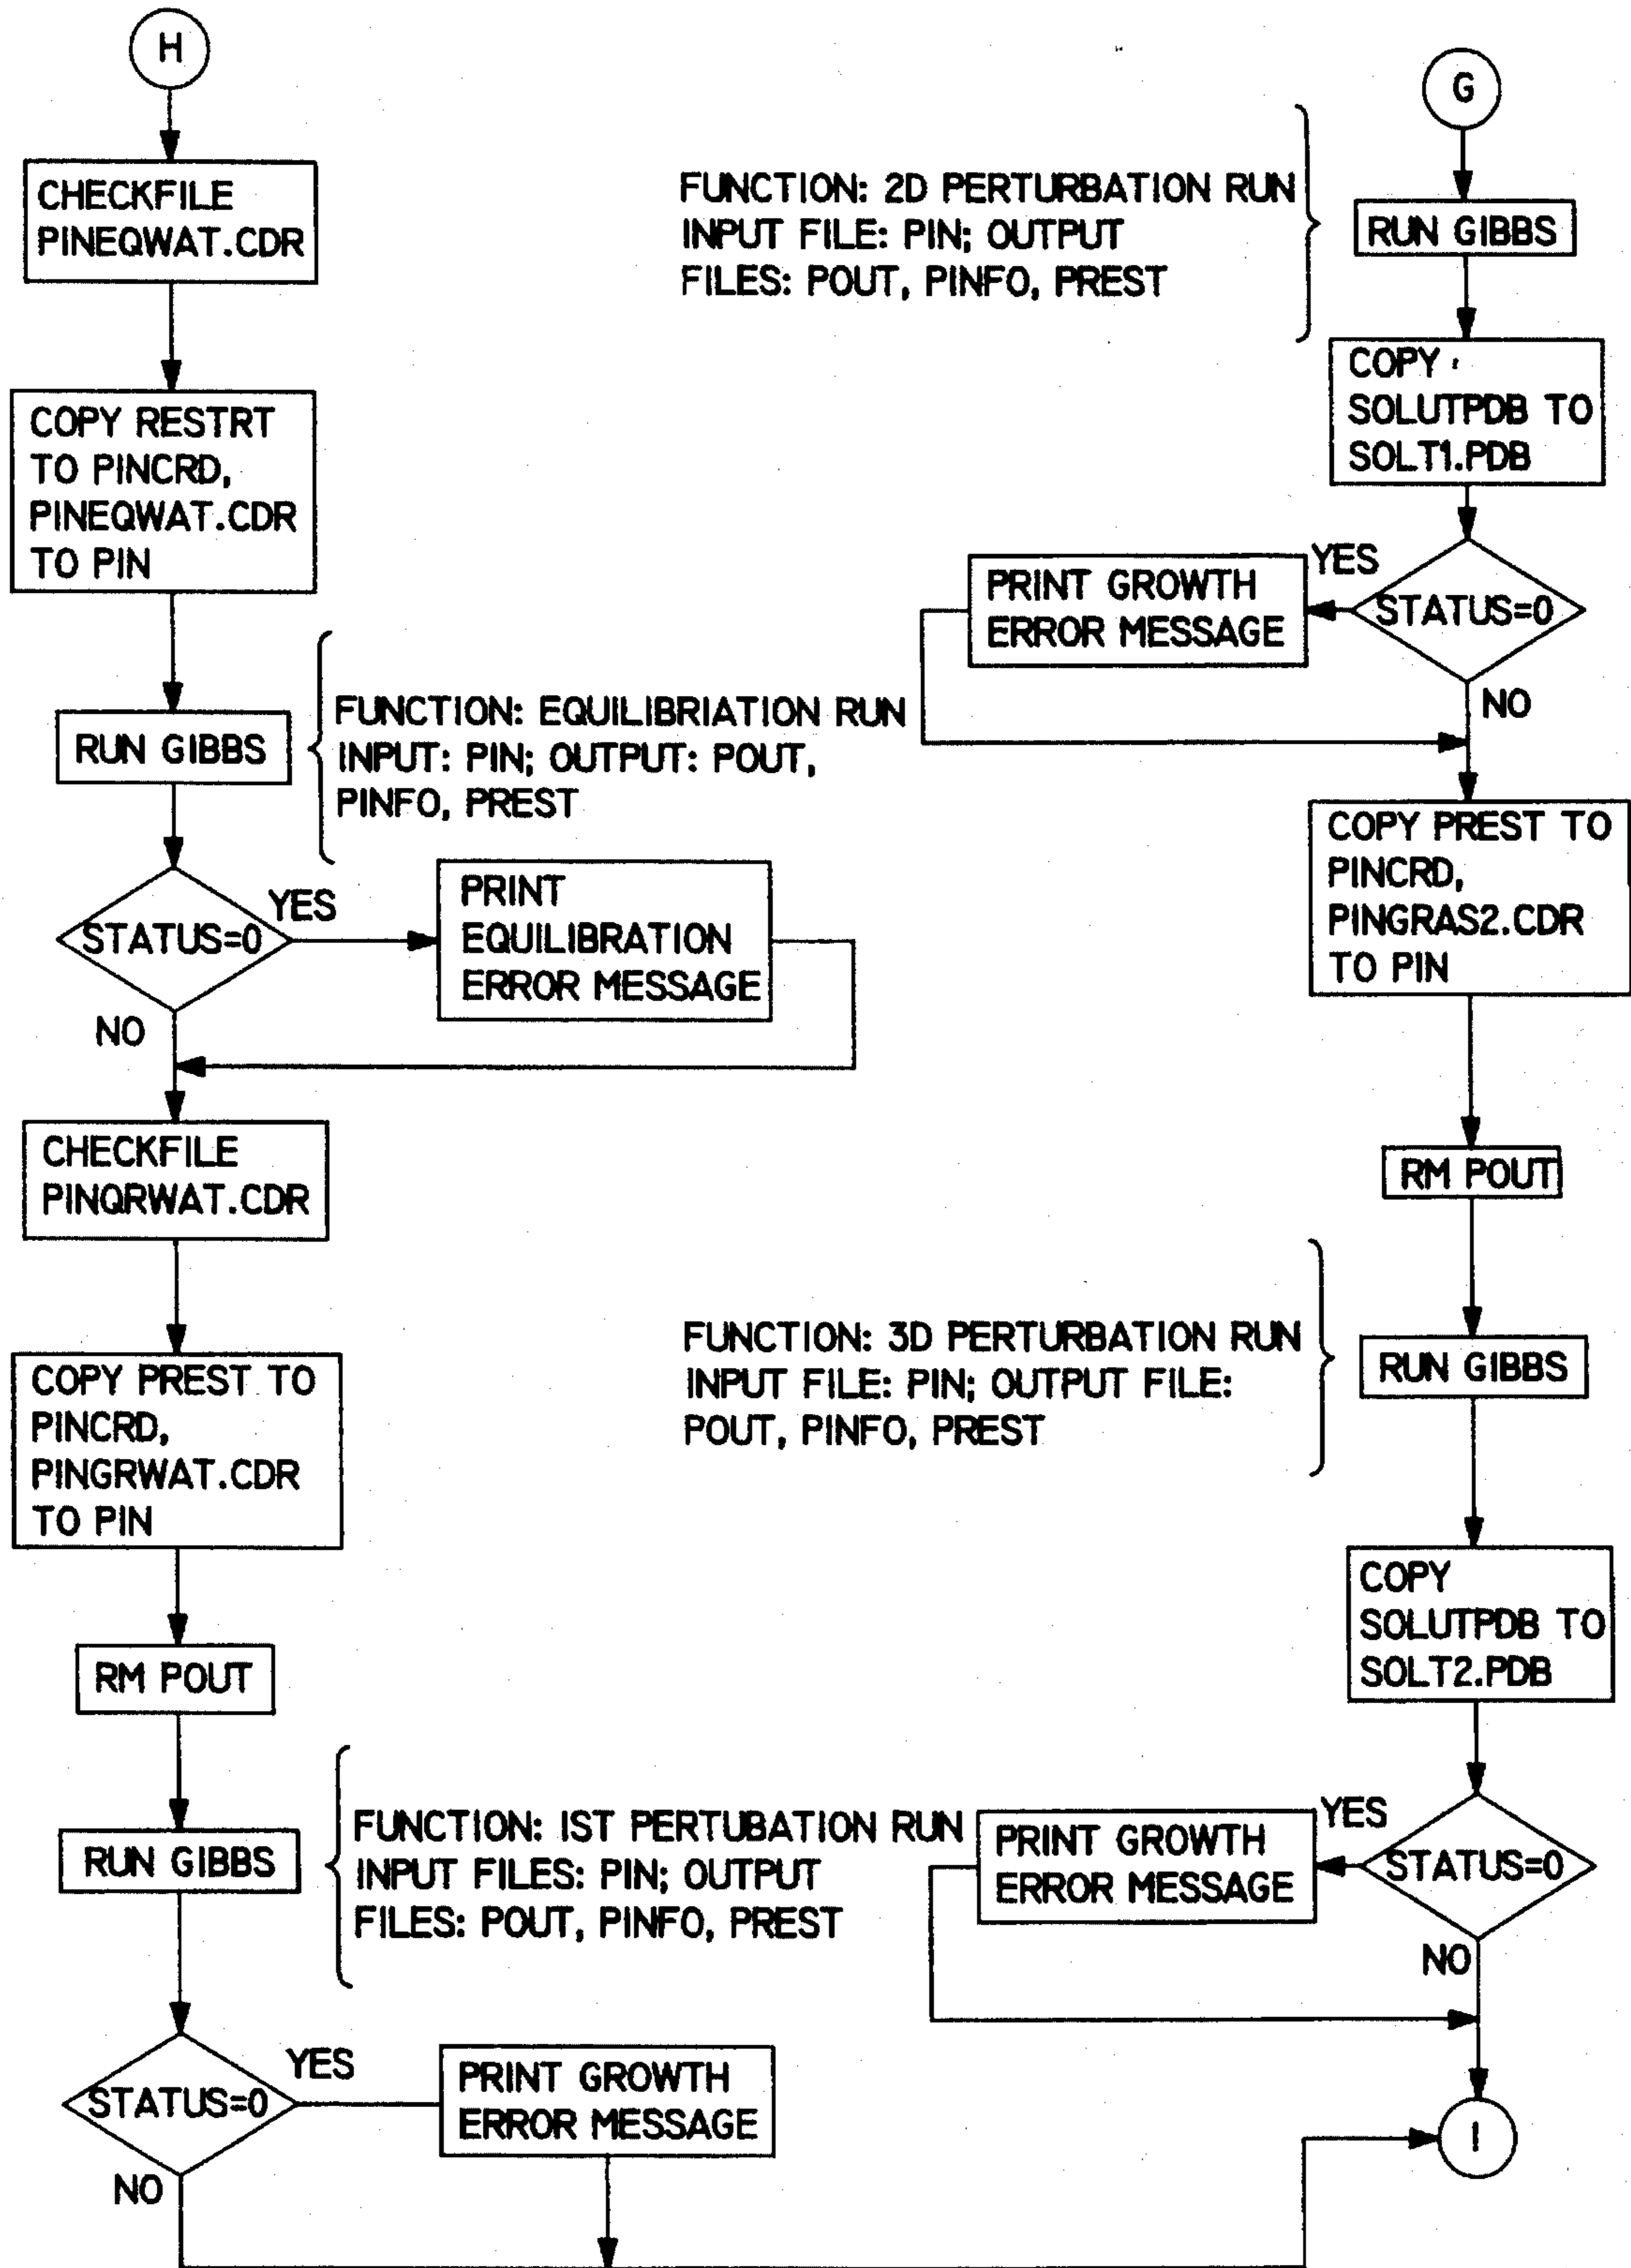 H
CHECKFILE
PINEQWAT.CDR
COPY RESTRT
TO PINCRD,
PINEQWAT.CDR
TO PIN
RUN GIBBS
FUNCTION: EQUILIBRIATION RUN
INPUT: PIN; OUTPUT: POUT,
PINFO, PREST
STATUS=0
YES
PRINT
EQUILIBRATION
ERROR MESSAGE
NO
CHECKFILE
PINQRWAT.CDR
COPY PREST TO
PINCRD,
PINGRWAT.CDR
TO PIN
RM POUT
RUN GIBBS
FUNCTION: IST PERTUBATION RUN
INPUT FILES: PIN; OUTPUT
FILES: POUT, PINFO, PREST
STATUS=0
YES
PRINT GROWTH
ERROR MESSAGE
NO
G
FUNCTION: 2D PERTURBATION RUN
INPUT FILE: PIN; OUTPUT
FILES: POUT, PINFO, PREST
RUN GIBBS
COPY
SOLUTPDB TO
SOLT1.PDB
STATUS=0
YES
PRINT GROWTH
ERROR MESSAGE
NO
COPY PREST TO
PINCRD,
PINGRAS2.CDR
TO PIN
RM POUT
FUNCTION: 3D PERTURBATION RUN
INPUT FILE: PIN; OUTPUT FILE:
POUT, PINFO, PREST
RUN GIBBS
COPY
SOLUTPDB TO
SOLT2.PDB
STATUS=0
YES
PRINT GROWTH
ERROR MESSAGE
NO
I